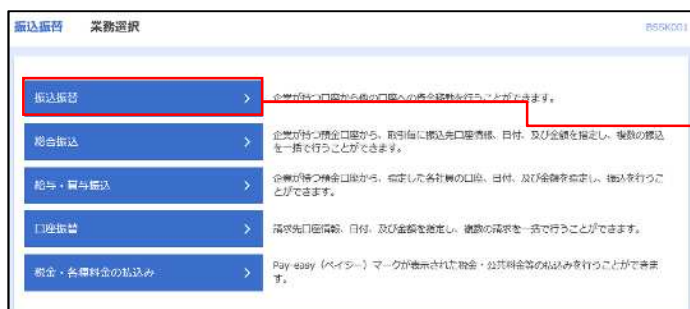 振込振替　業務選択
BSSK001
振込振替
企業が持つ口座から他の口座への資金移動を行うことができます。
総合振込
企業が持つ預金口座から、取引毎に振込先口座情報、日付、及び金額を指定し、複数の振込
を一括で行うことができます。
給与・賞与振込
企業が持つ預金口座から、指定した各社員の口座、日付、及び金額を指定し、振込を行うこ
とができます。
口座振替
請求先口座情報、日付、及び金額を指定し、複数の請求を一括で行うことができます。
税金・各種料金の払込み
Pay-easy（ペイジー）マークが表示された税金・公共料金等の払込みを行うことができま
す。